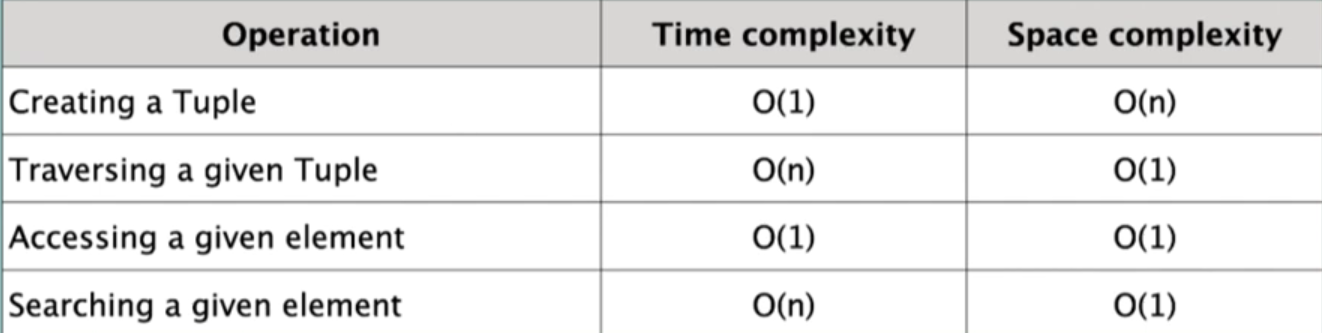 Operation Time complexity Space complexity
Creating a Tuple O(1) O(n)
Traversing a given Tuple O(n) O(1)
Accessing a given element O(1) O(1)
Searching a given element O(n) O(1)